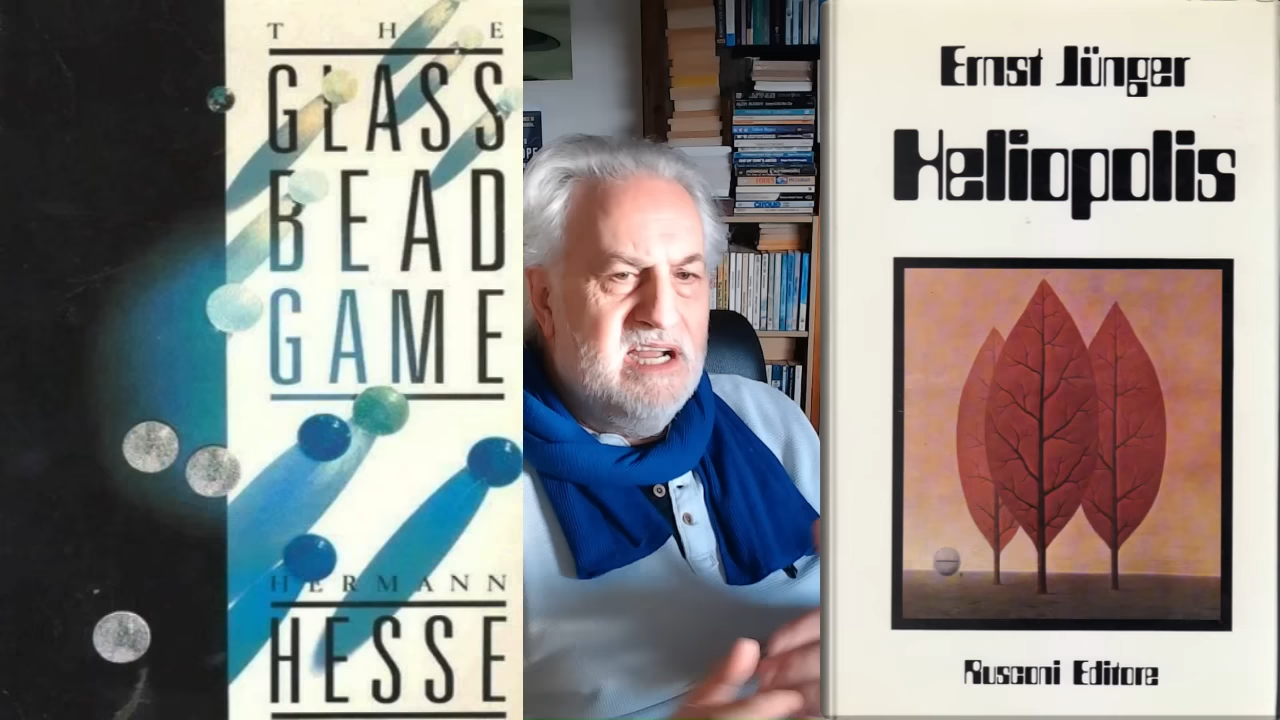 THE
GLASS
BEAD
GAME
HERMANN
HESSE
Ernst Jünger
Heliopolis
Rusconi Editore